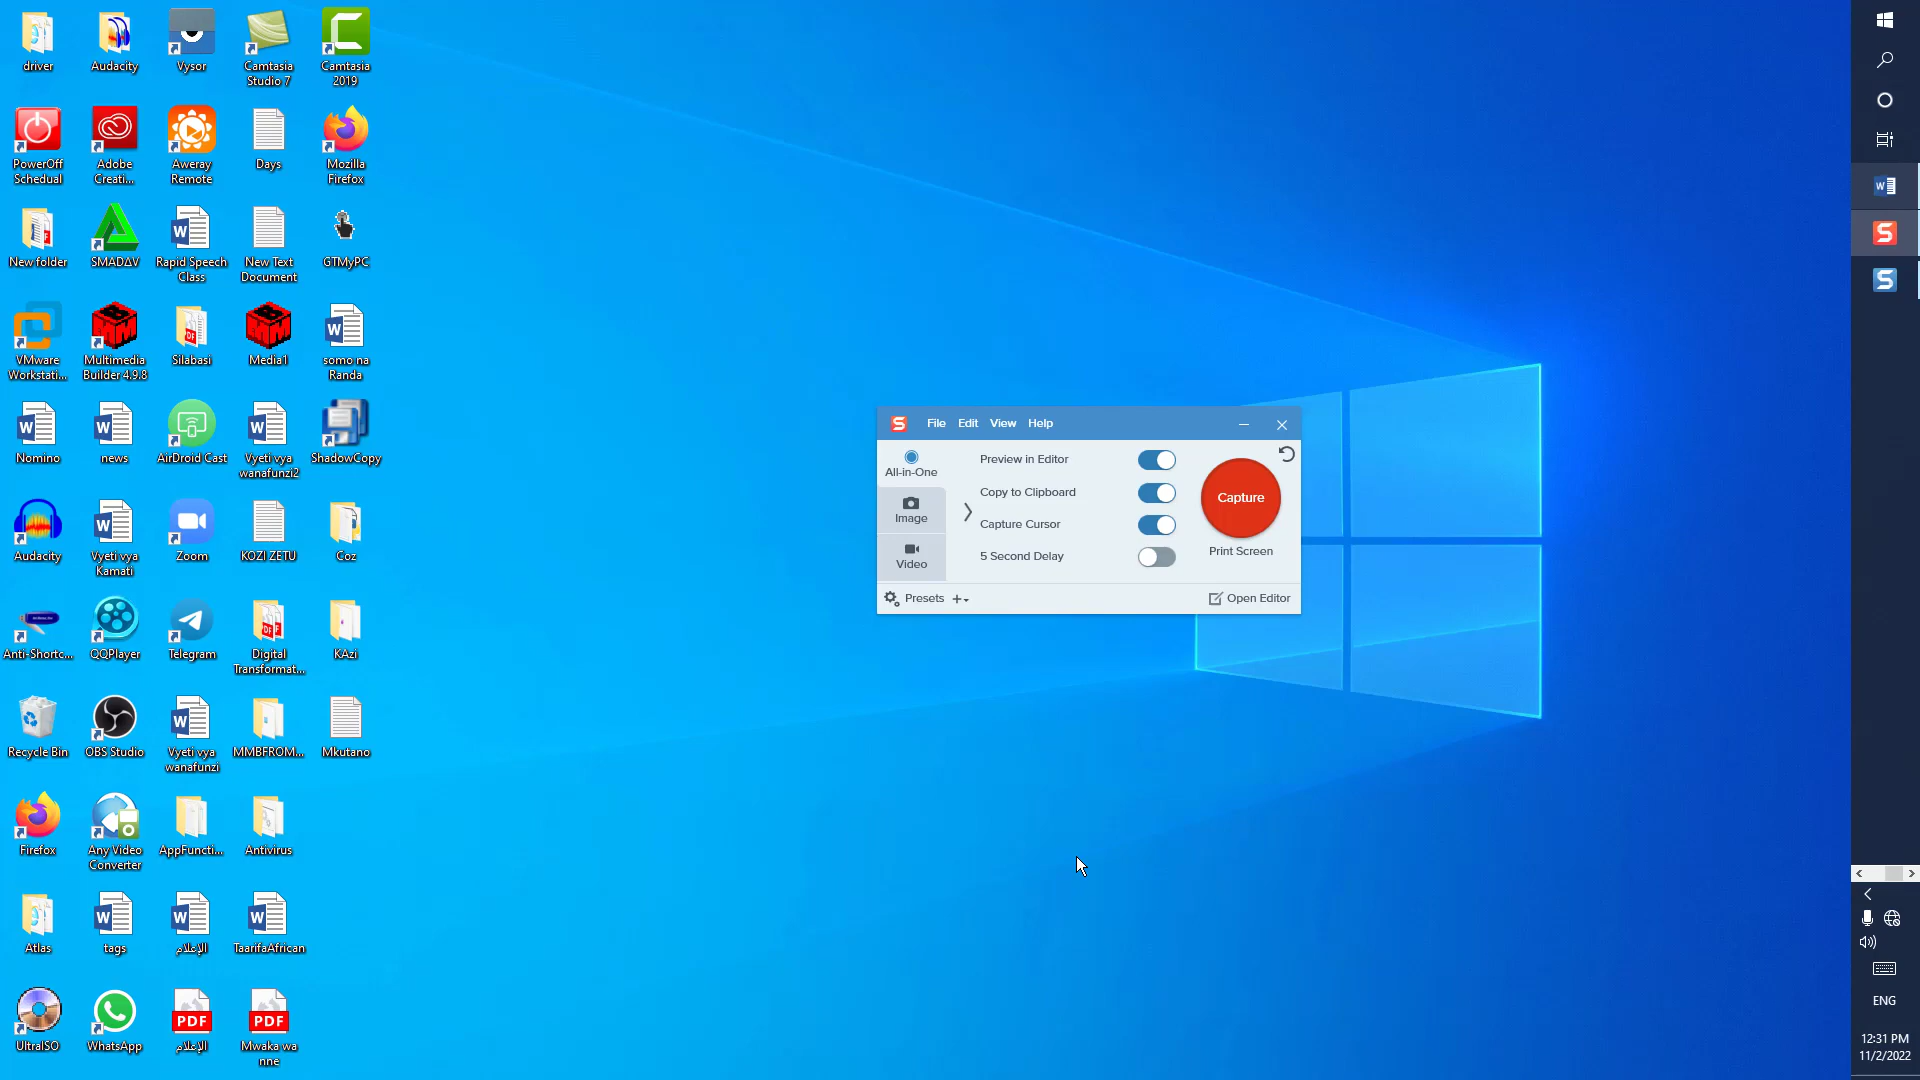 driver
Audacity
Vysor
Camtasia
Studio 7
Camtasia
2019
PowerOff
Schedual
Adobe
Creati...
Aweray
Remote
Days
Mozilla
Firefox
New folder
SMADAV
Rapid Speech
Class
New Text
Document
GTMyPC
VMware
Workstati...
Multimedia
Builder 4.9.8
Silabasi
Media1
somo na
Randa
Nomino
news
AirDroid Cast
Vyeti vya
wanafunzi2
ShadowCopy
Audacity
Vyeti vya
Kamati
Zoom
KOZI ZETU
Coz
Anti-Shortc...
QQPlayer
Telegram
Digital
Transformat...
KAzi
Recycle Bin
OBS Studio
Vyeti vya
wanafunzi
MMBFROM...
Mkutano
Firefox
Any Video
Converter
AppFuncti...
Antivirus
Atlas
tags
الإعلام
TaarifaAfrican
UltraISO
WhatsApp
PDF
الإعلام
PDF
Mwaka wa
nne
File Edit View Help
All-in-One
Image
Video
Preview in Editor
Copy to Clipboard
Capture Cursor
5 Second Delay
Capture
Print Screen
Presets
Open Editor
ENG
12:31 PM
11/2/2022